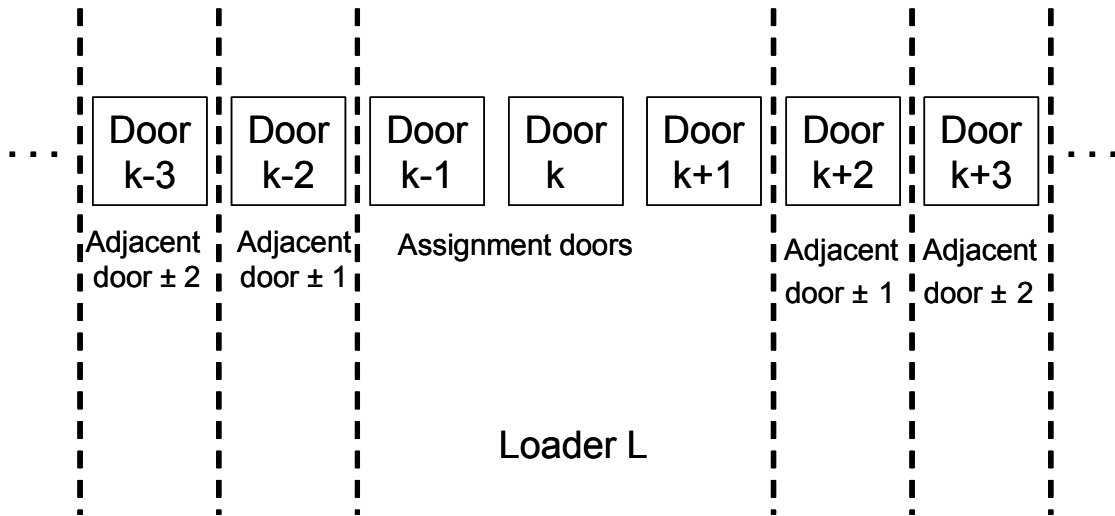 . . .
Door
k-3
Door
k-2
Door
k-1
Door
k
Door
k+1
Door
k+2
Door
k+3
. . .
Adjacent
door ± 2
Adjacent
door ± 1
Assignment doors
Adjacent
door ± 1
Adjacent
door ± 2
Loader L